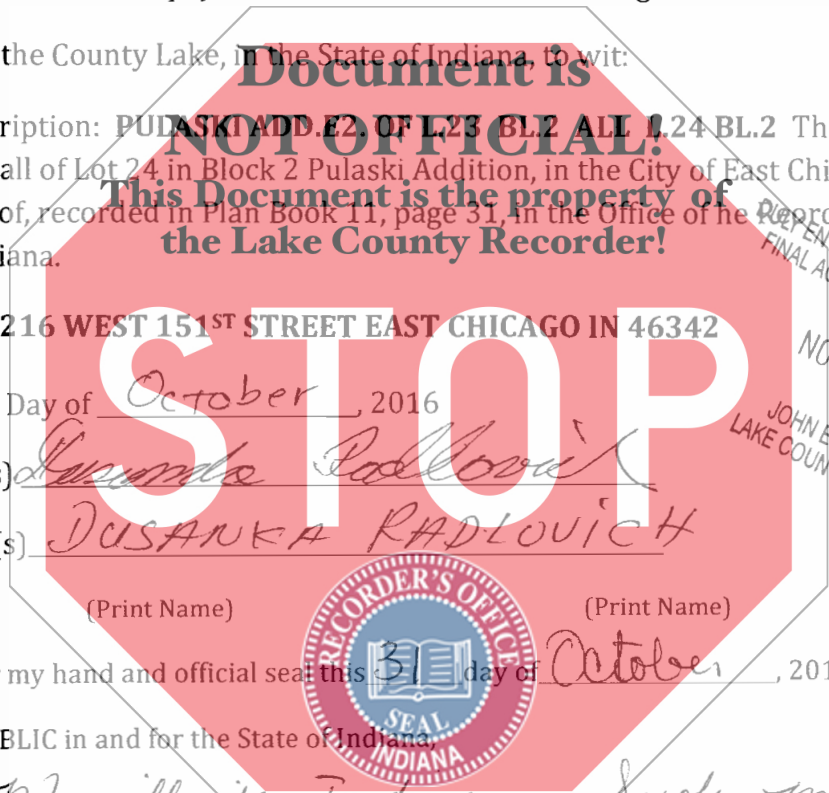 the County Lake, in the State of Indiana, to wit:
Document is
ription: PULASKI ADD.E2. OF L.23 BL.2 ALL L.24 BL.2 Th
NOT OFFICIAL!
all of Lot 24 in Block 2 Pulaski Addition, in the City of East Chi
This Document is the property of
of, recorded in Plan Book 11, page 31, in the Office of he Recor
the Lake County Recorder!
iana.
FINAL AC
216 WEST 151ST STREET EAST CHICAGO IN 46342
NO
STOP
Day of October, 2016
JOHN E
LAKE COUN
Radlovich
s) DUSANKA RADLOVICH
(Print Name) (Print Name)
RECORDER'S OFFICE
my hand and official seal this 31 day of October, 201
SEAL
BLIC in and for the State of Indiana,
INDIANA